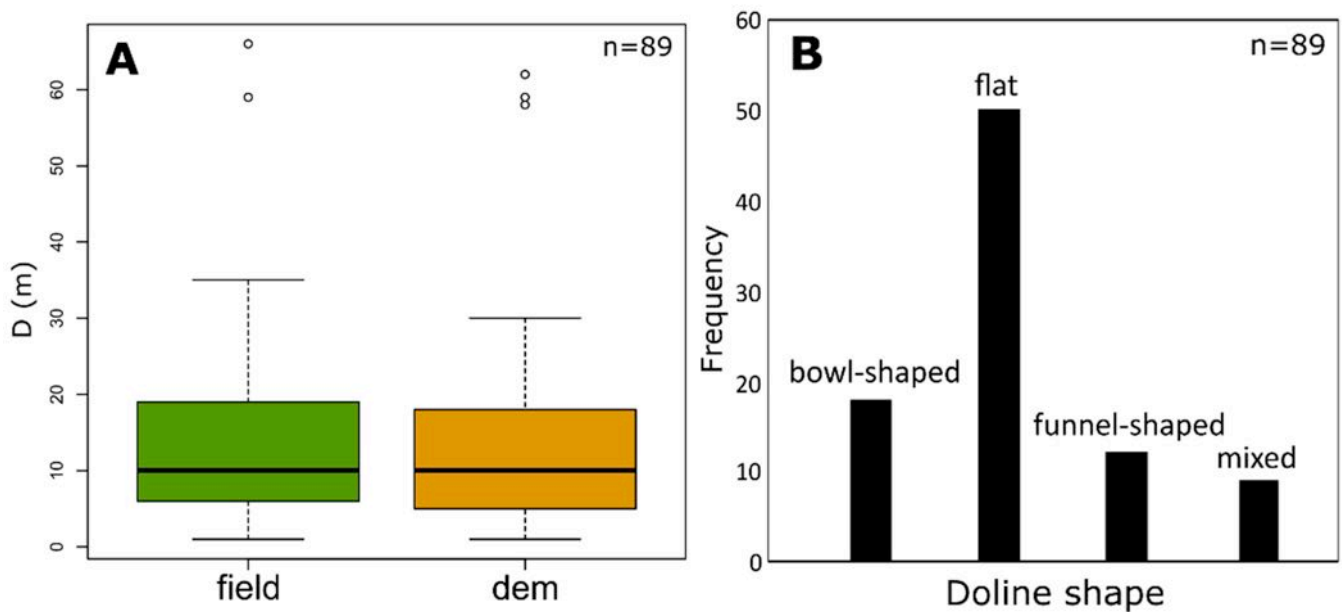 A
n=89
D (m)
60
50
40
30
20
10
0
field
dem
B
n=89
Frequency
60
50
40
30
20
10
0
flat
bowl-shaped
funnel-shaped
mixed
Doline shape